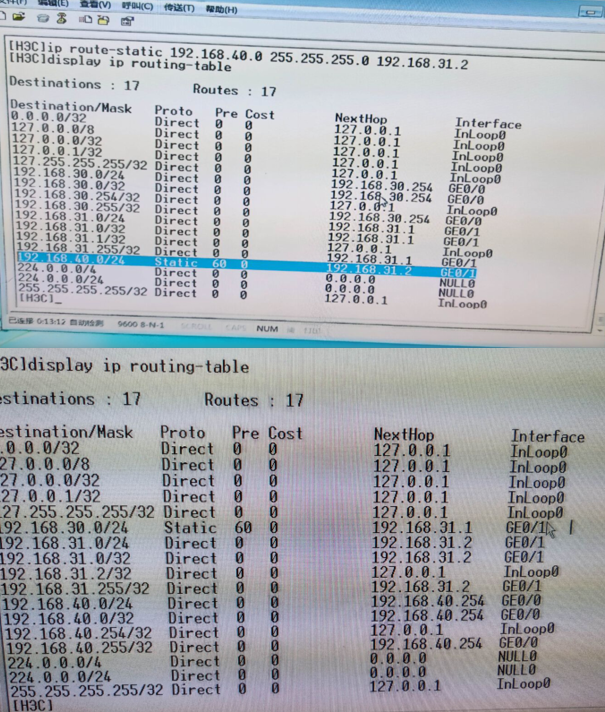 编辑(E) 查看(V) 呼叫(C) 传送(T) 帮助(H)
[H3C]ip route-static 192.168.40.0 255.255.255.0 192.168.31.2
[H3C]display ip routing-table
Destinations : 17 Routes : 17
Destination/Mask Proto Pre Cost NextHop Interface
0.0.0.0/32 Direct 0 0 127.0.0.1 InLoop0
127.0.0.0/8 Direct 0 0 127.0.0.1 InLoop0
127.0.0.0/32 Direct 0 0 127.0.0.1 InLoop0
127.0.0.1/32 Direct 0 0 127.0.0.1 InLoop0
127.255.255.255/32 Direct 0 0 127.0.0.1 InLoop0
192.168.30.0/24 Direct 0 0 192.168.30.254 GE0/0
192.168.30.0/32 Direct 0 0 192.168.30.254 GE0/0
192.168.30.254/32 Direct 0 0 127.0.0.1 InLoop0
192.168.30.255/32 Direct 0 0 192.168.30.254 GE0/0
192.168.31.0/24 Direct 0 0 192.168.31.1 GE0/1
192.168.31.0/32 Direct 0 0 192.168.31.1 GE0/1
192.168.31.1/32 Direct 0 0 127.0.0.1 InLoop0
192.168.31.255/32 Direct 0 0 192.168.31.1 GE0/1
192.168.40.0/24 Static 60 0 192.168.31.2 GE0/1
224.0.0.0/4 Direct 0 0 0.0.0.0 NULL0
224.0.0.0/24 Direct 0 0 0.0.0.0 NULL0
255.255.255.255/32 Direct 0 0 127.0.0.1 InLoop0
[H3C]_
已连接 0:13:12 自动检测 9600 8-N-1 SCROLL CAPS NUM
3C]display ip routing-table
estinations : 17 Routes : 17
estination/Mask Proto Pre Cost NextHop Interface
.0.0.0/32 Direct 0 0 127.0.0.1 InLoop0
27.0.0.0/8 Direct 0 0 127.0.0.1 InLoop0
27.0.0.0/32 Direct 0 0 127.0.0.1 InLoop0
27.0.0.1/32 Direct 0 0 127.0.0.1 InLoop0
27.255.255.255/32 Direct 0 0 127.0.0.1 InLoop0
92.168.30.0/24 Static 60 0 192.168.31.1 GE0/1
92.168.31.0/24 Direct 0 0 192.168.31.2 GE0/1
92.168.31.0/32 Direct 0 0 192.168.31.2 GE0/1
92.168.31.2/32 Direct 0 0 127.0.0.1 InLoop0
92.168.31.255/32 Direct 0 0 192.168.31.2 GE0/1
192.168.40.0/24 Direct 0 0 192.168.40.254 GE0/0
192.168.40.0/32 Direct 0 0 192.168.40.254 GE0/0
192.168.40.254/32 Direct 0 0 127.0.0.1 InLoop0
192.168.40.255/32 Direct 0 0 192.168.40.254 GE0/0
224.0.0.0/4 Direct 0 0 0.0.0.0 NULL0
224.0.0.0/24 Direct 0 0 0.0.0.0 NULL0
255.255.255.255/32 Direct 0 0 127.0.0.1 InLoop0
[H3C]